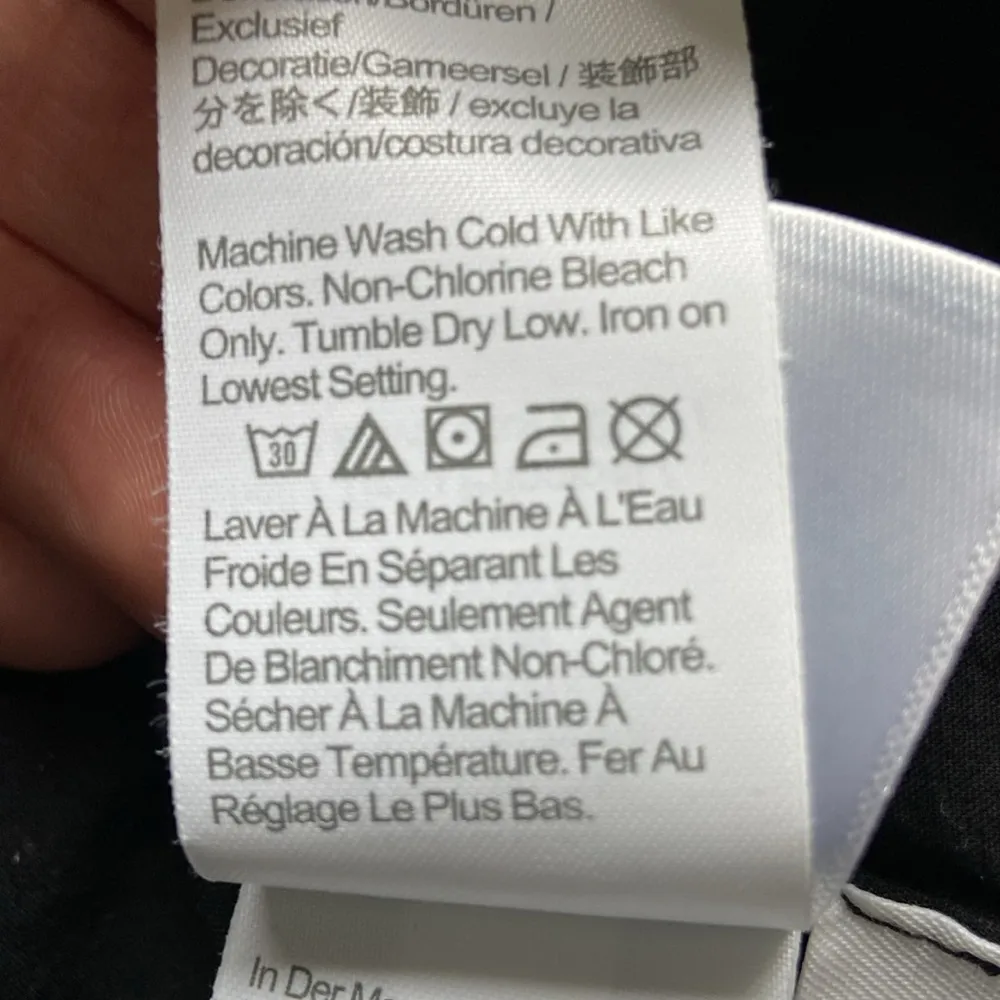 Bordüren /
Exclusief
Decoratie/Gameersel / 装飾部
分を除く/装飾 / excluye la
decoración/costura decorativa
Machine Wash Cold With Like
Colors. Non-Chlorine Bleach
Only. Tumble Dry Low. Iron on
Lowest Setting.
30
Laver À La Machine À L'Eau
Froide En Séparant Les
Couleurs. Seulement Agent
De Blanchiment Non-Chloré.
Sécher À La Machine À
Basse Température. Fer Au
Réglage Le Plus Bas.
In Der